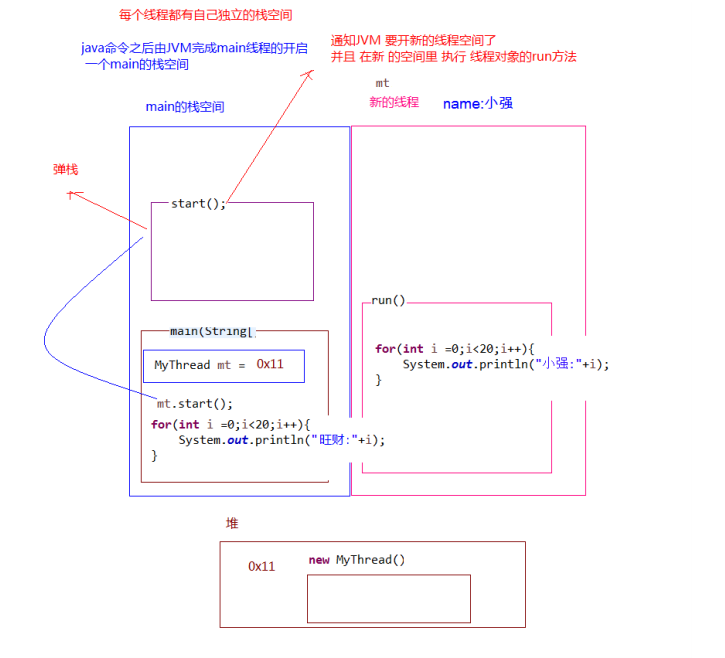 每个线程都有自己独立的栈空间
java命令之后由JVM完成main线程的开启
一个main的栈空间
通知JVM 要开新的线程空间了
并且 在新 的空间里 执行 线程对象的run方法
mt
新的线程 name:小强
main的栈空间
弹栈
start();
run()
main(String[
MyThread mt = 0x11
mt.start();
for(int i =0;i<20;i++){
System.out.println("旺财:"+i);
}
for(int i =0;i<20;i++){
System.out.println("小强:"+i);
}
堆
0x11
new MyThread()